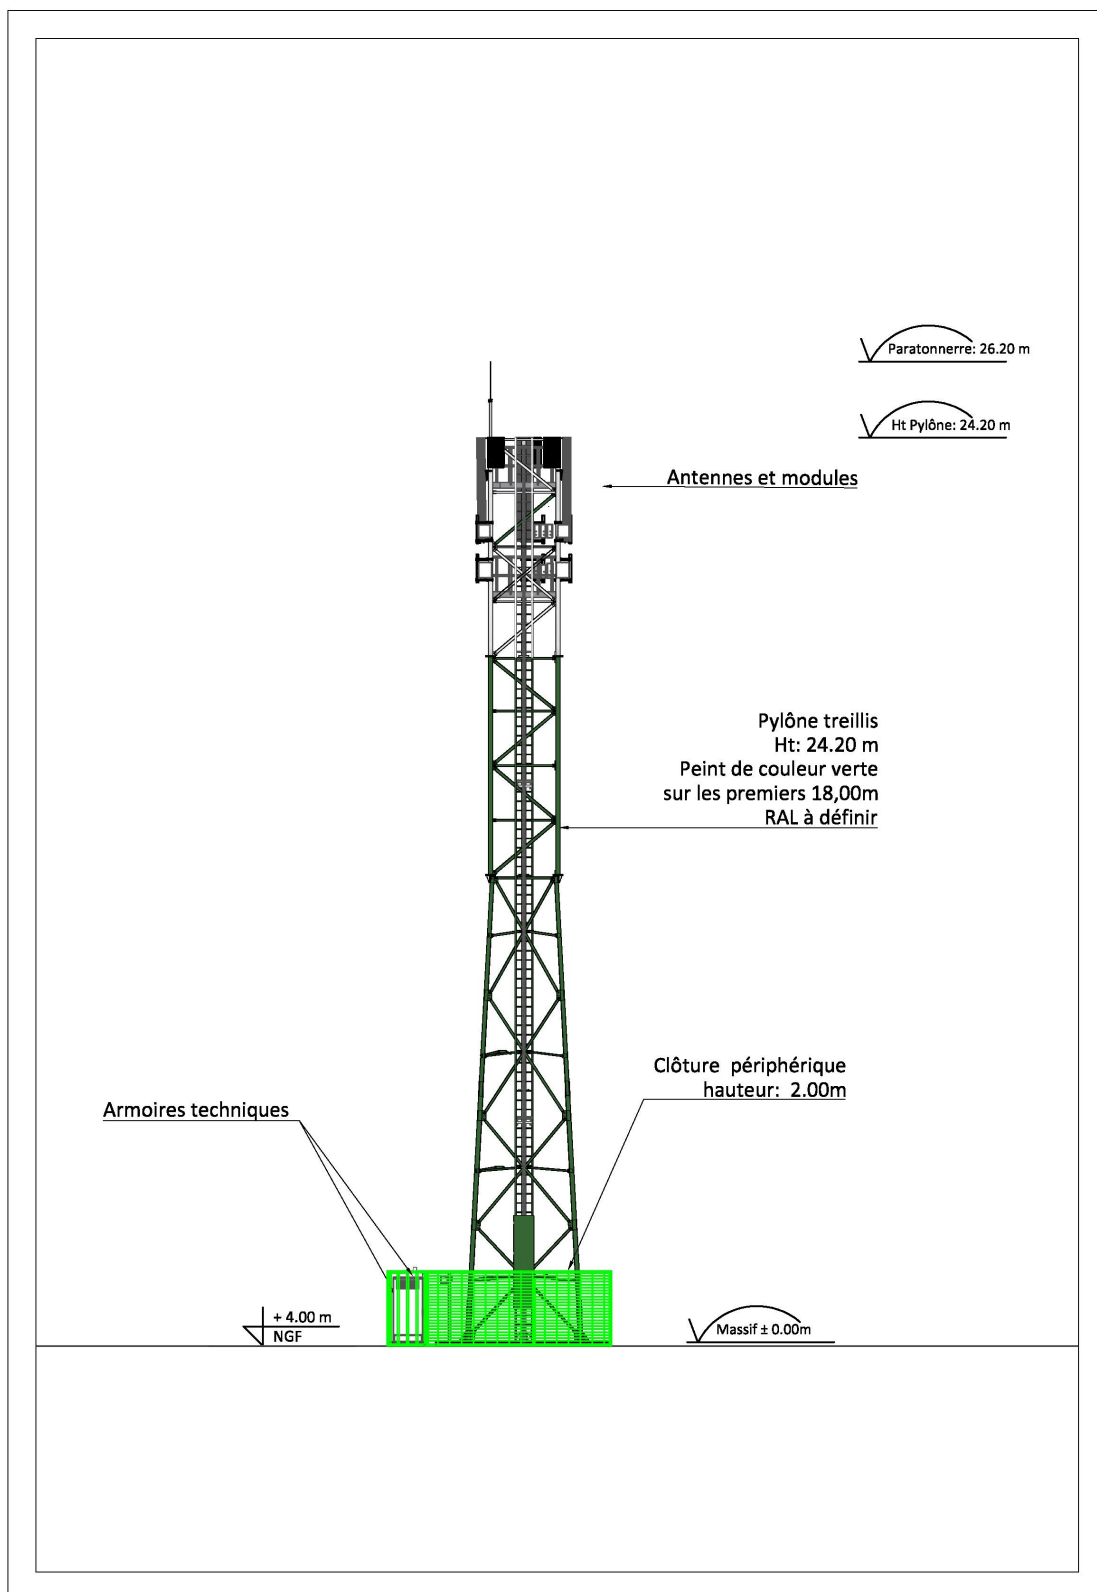 Paratonnerre: 26.20 m
Ht Pylône: 24.20 m
Antennes et modules
Pylône treillis
Ht: 24.20 m
Peint de couleur verte
sur les premiers 18,00m
RAL à définir
Clôture périphérique
hauteur: 2.00m
Armoires techniques
+ 4.00 m
NGF
Massif ± 0.00m